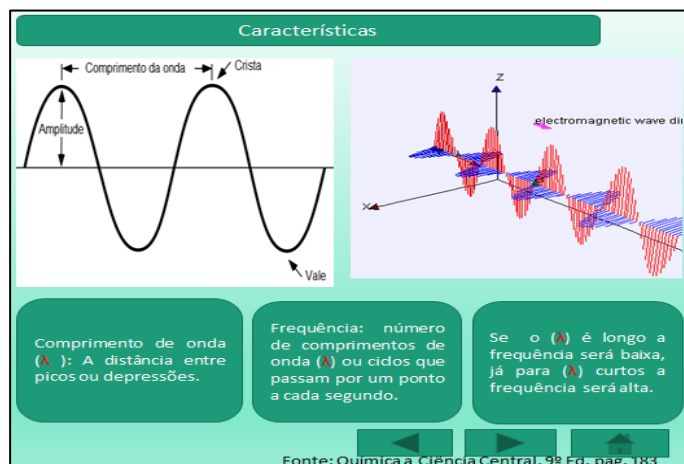 Características
Comprimento da onda
Crista
Amplitude
Vale
Z
electromagnetic wave dir
X
Comprimento de onda
(λ ): A distância entre
picos ou depressões.
Frequência: número
de comprimentos de
onda (λ) ou ciclos que
passam por um ponto
a cada segundo.
Se o (λ) é longo a
frequência será baixa,
já para (λ) curtos a
frequência será alta.
Fonte: Química a Ciência Central, 9ª Ed, pág. 183